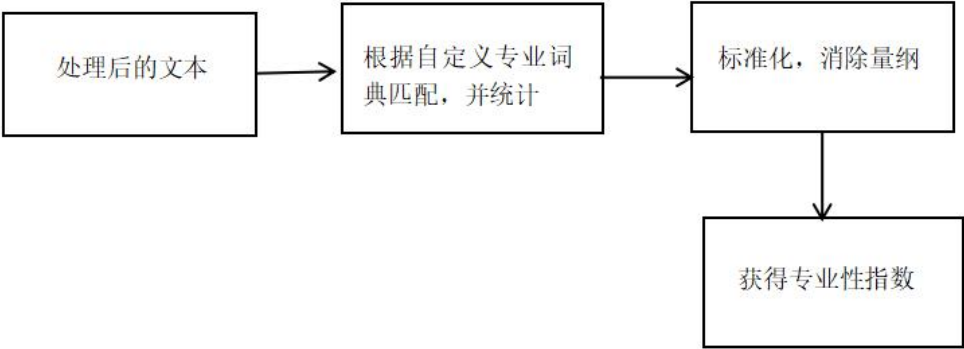 处理后的文本
根据自定义专业词
典匹配，并统计
标准化，消除量纲
获得专业性指数